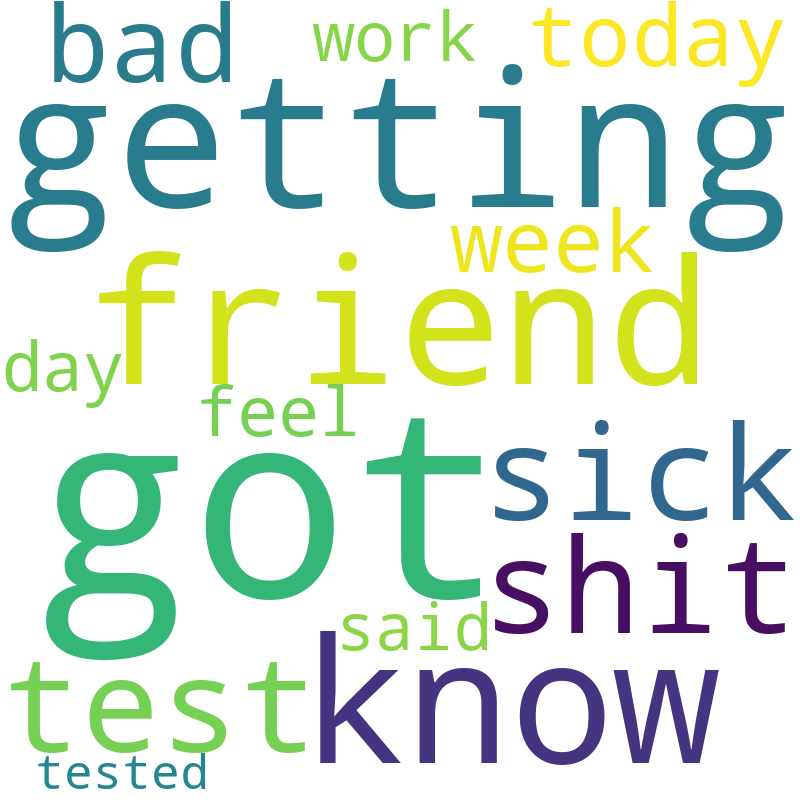 bad work today
getting
week
friend
day
feel
got sick
shit
said
test know
tested